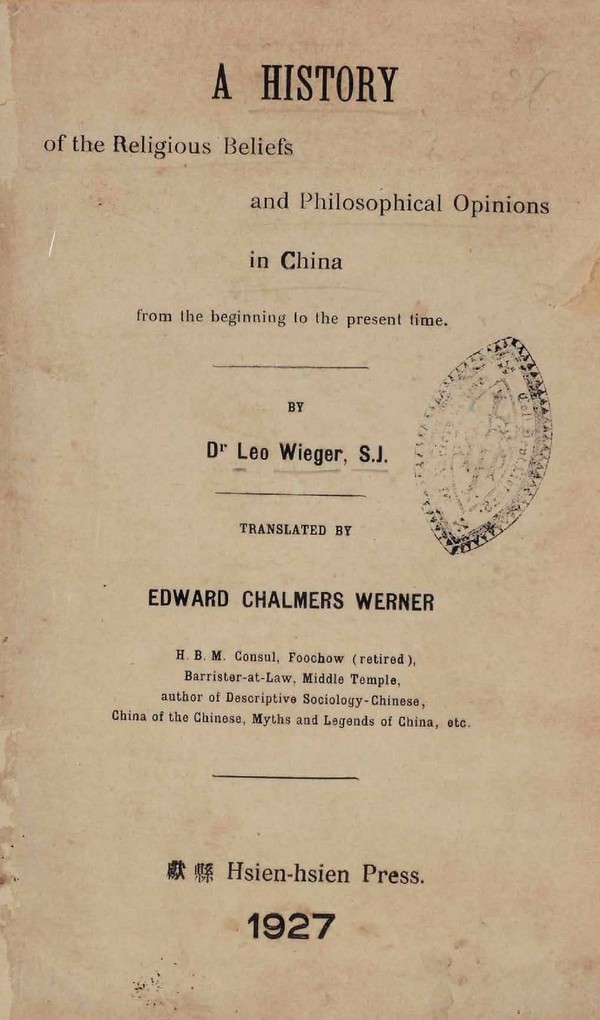 A HISTORY
of the Religious Beliefs
and Philosophical Opinions
in China
from the beginning to the present time.
BY
Dr Leo Wieger, S.J.
TRANSLATED BY
EDWARD CHALMERS WERNER
H. B. M. Consul, Foochow (retired),
Barrister-at-Law, Middle Temple,
author of Descriptive Sociology-Chinese,
China of the Chinese, Myths and Legends of China, etc.
獻縣 Hsien-hsien Press.
1927